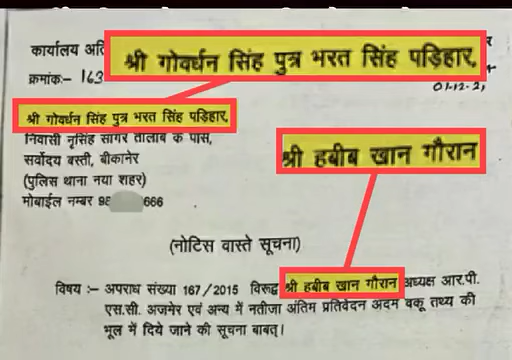 कार्यालय अति
श्री गोवर्धन सिंह पुत्र भरत सिंह पड़िहार,
क्रमांक:- 163
01.12.21
श्री गोवर्धन सिंह पुत्र भरत सिंह पड़िहार,
निवासी नृसिंह सागर तालाब के पास,
सर्वोदय बस्ती, बीकानेर
(पुलिस थाना नया शहर)
मोबाईल नम्बर 98 666
श्री हबीब खान गौरान
(नोटिस वास्ते सूचना)
विषय :- अपराध संख्या 167/2015 विरूद्ध श्री हबीब खान गौरान अध्यक्ष आर.पी.
एस.सी. अजमेर एवं अन्य में नतीजा अंतिम प्रतिवेदन अदम वकू तथ्य की
भूल में दिये जाने की सूचना बाबत्।